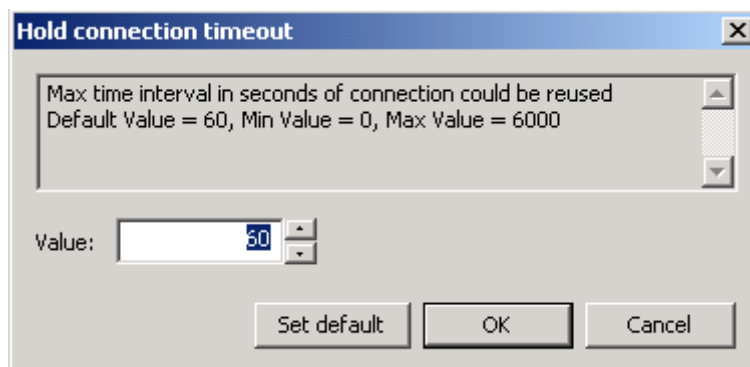 Hold connection timeout
Max time interval in seconds of connection could be reused
Default Value = 60, Min Value = 0, Max Value = 6000
Value: 60
Set default OK Cancel